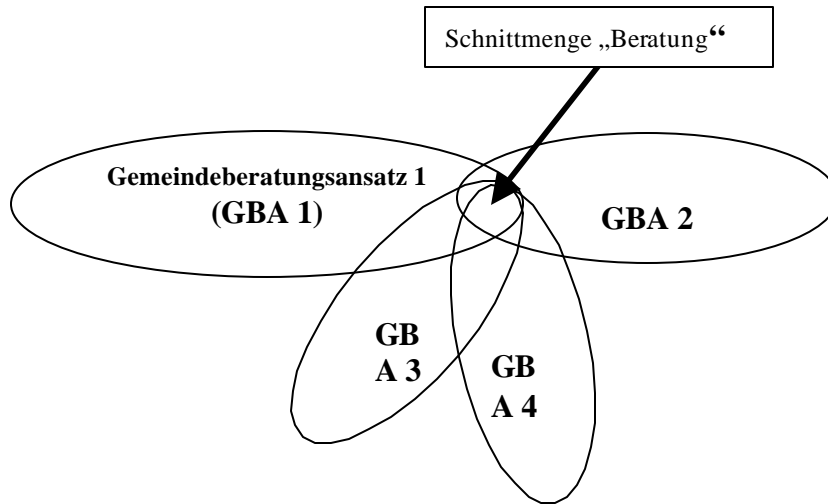 Schnittmenge „Beratung“
Gemeindeberatungsansatz 1
(GBA 1)
GBA 2
GB
A 3
GB
A 4